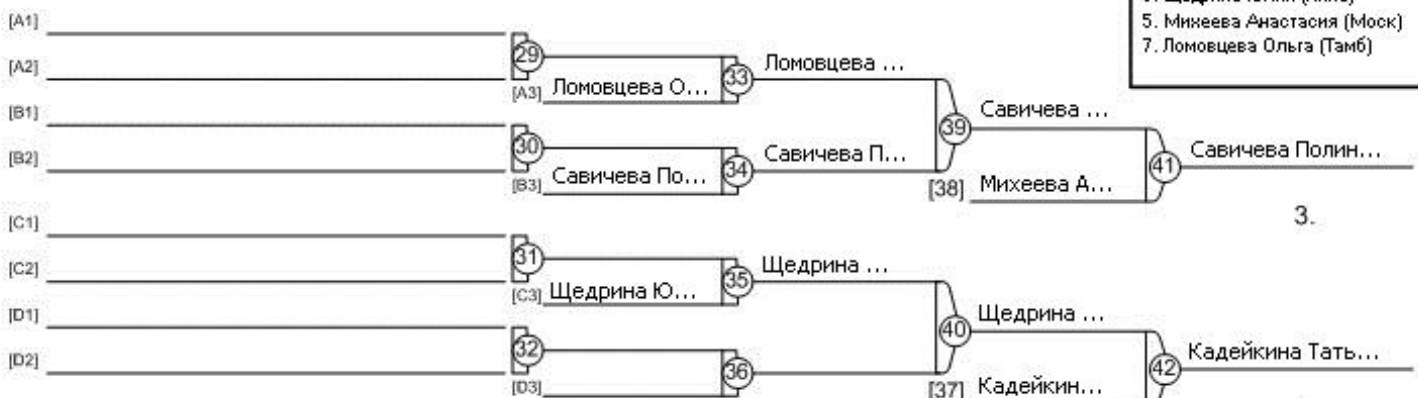 5. Михеева Анастасия (Моск)
7. Ломовцева Ольга (Тамб)
[A1]
[A2]
29
[A3] Ломовцева О...
33
Ломовцева ...
[B1]
[B2]
30
[B3] Савичева По...
34
Савичева П...
39
Савичева ...
[38] Михеева А...
41
Савичева Полин...
3.
[C1]
[C2]
31
[C3] Щедрина Ю...
35
Щедрина ...
[D1]
[D2]
32
[D3]
36
40
Щедрина ...
[37] Кадейкин...
42
Кадейкина Тать...